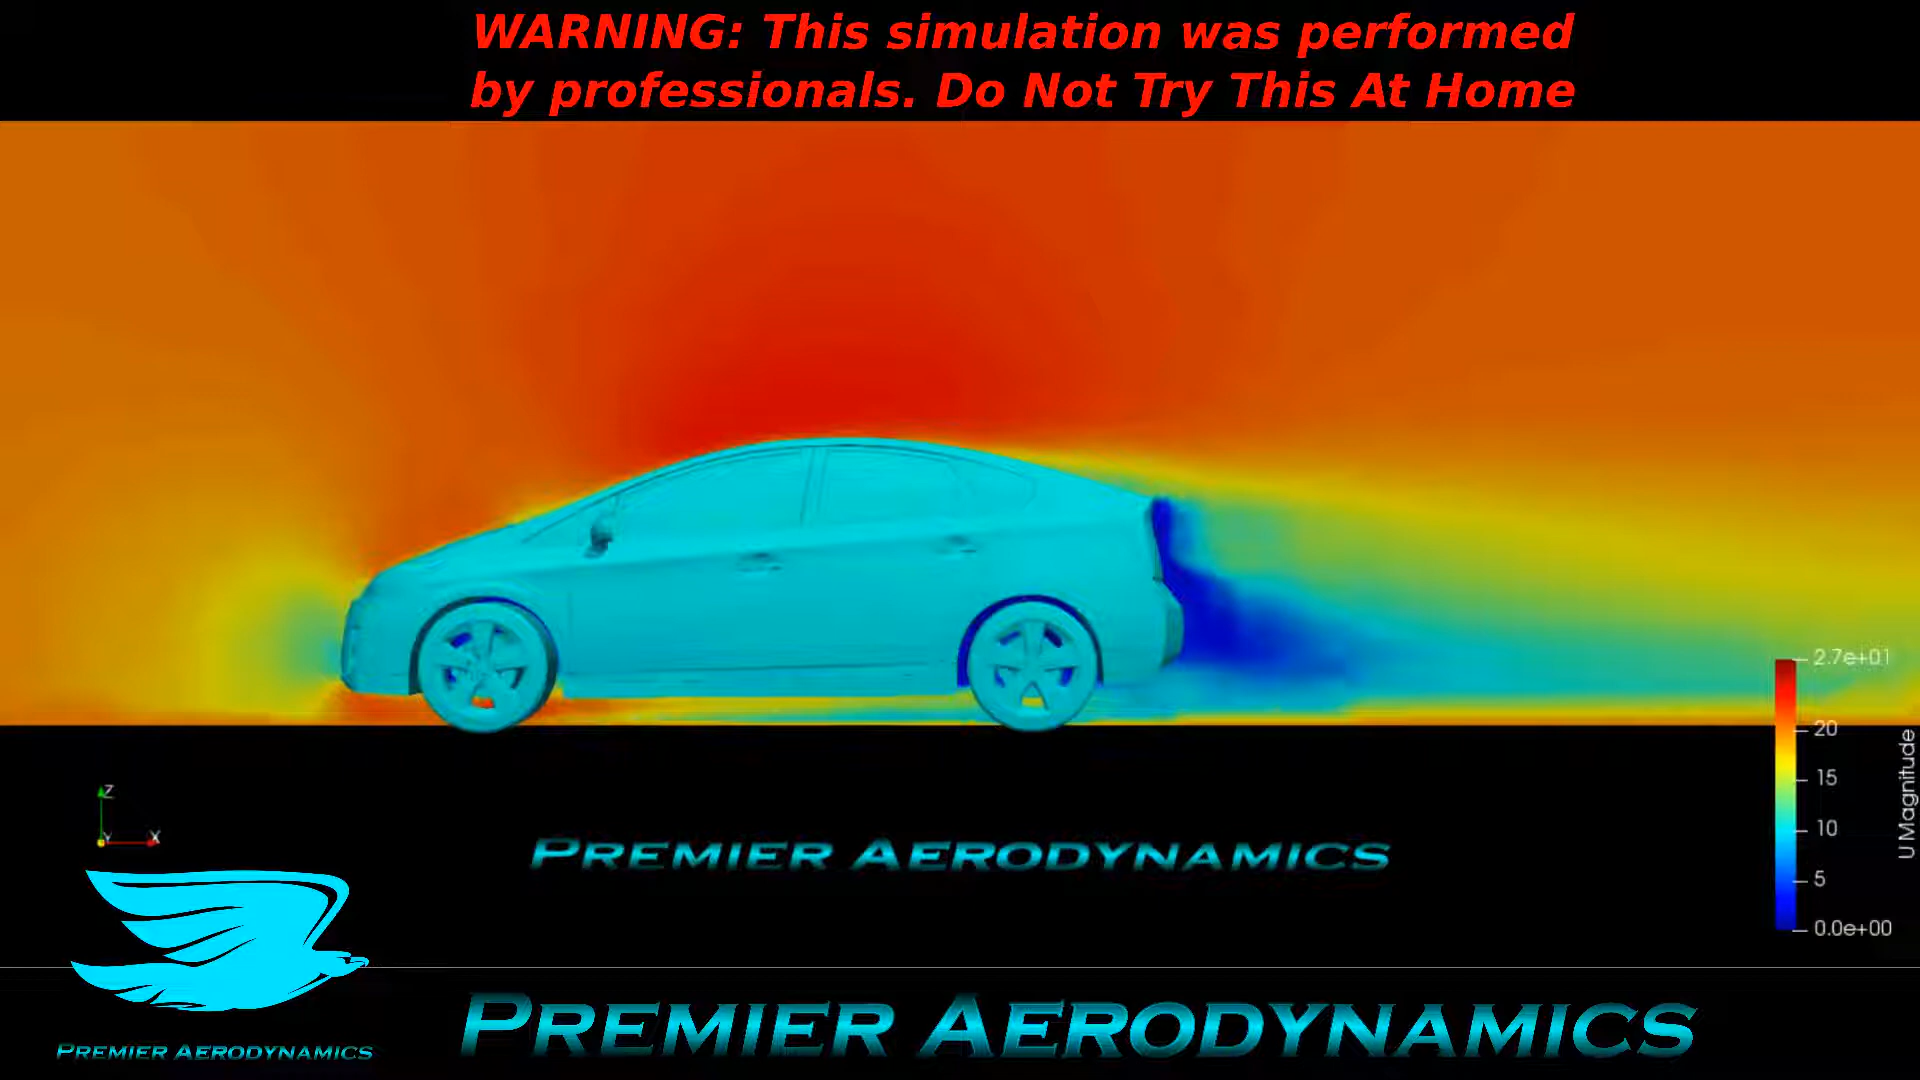 WARNING: This simulation was performed
by professionals. Do Not Try This At Home
2.7e+01
20
15
10
5
0.0e+00
U Magnitude
Z
Y
X
PREMIER AERODYNAMICS
PREMIER AERODYNAMICS
PREMIER AERODYNAMICS